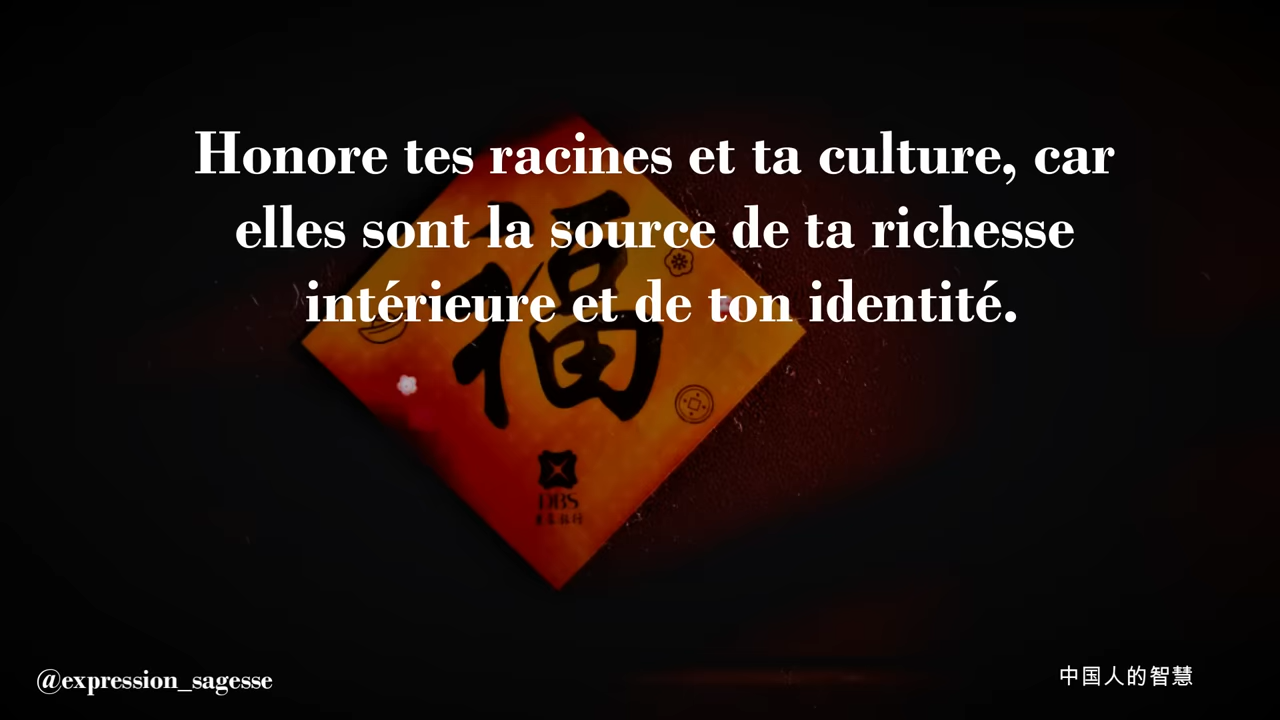 Honore tes racines et ta culture, car
elles sont la source de ta richesse
intérieure et de ton identité.
福
DBS
@expression_sagesse
中国人的智慧